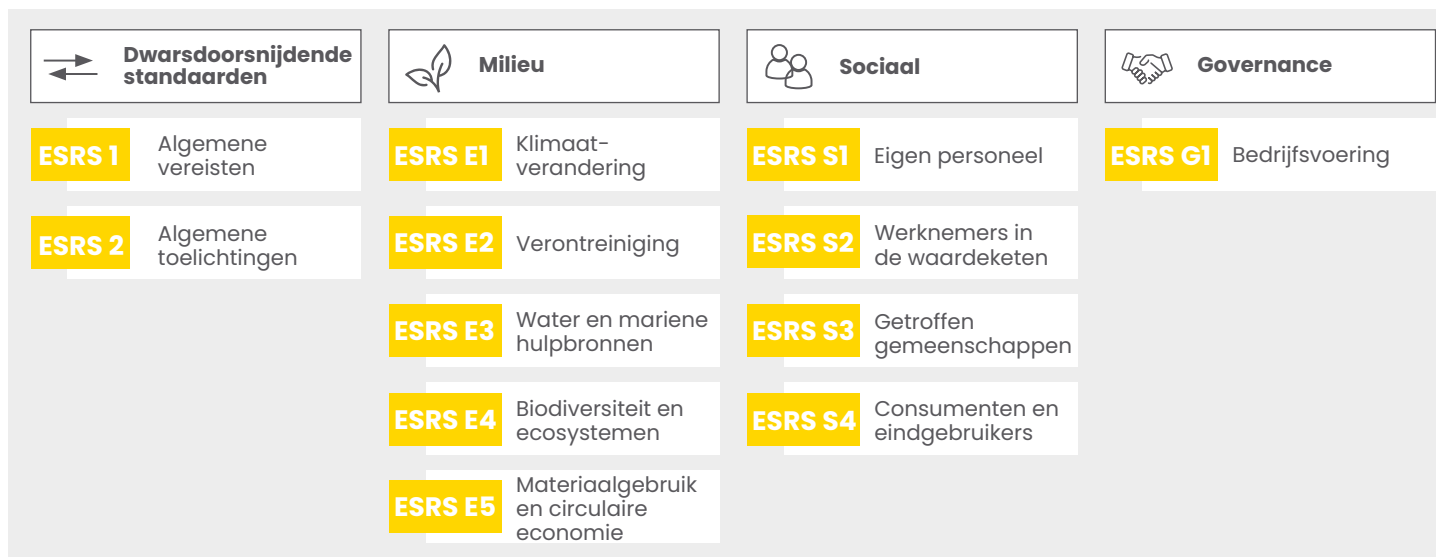 Dwarsdoorsnijdende
standaarden
ESRS 1
Algemene
vereisten
ESRS 2
Algemene
toelichtingen
Milieu
ESRS E1
Klimaat-
verandering
ESRS E2
Verontreiniging
ESRS E3
Water en mariene
hulpbronnen
ESRS E4
Biodiversiteit en
ecosystemen
ESRS E5
Materiaalgebruik
en circulaire
economie
Sociaal
ESRS S1
Eigen personeel
ESRS S2
Werknemers in
de waardeketen
ESRS S3
Getroffen
gemeenschappen
ESRS S4
Consumenten en
eindgebruikers
Governance
ESRS G1
Bedrijfsvoering